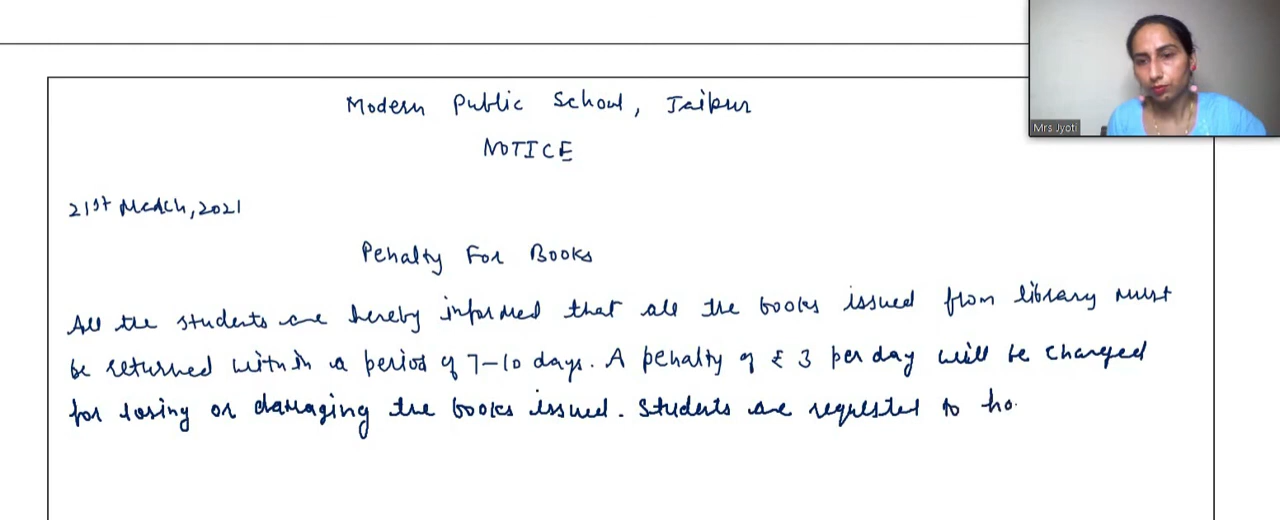 Modern Public School, Jaipur
Mrs Jyoti
NOTICE
21st March, 2021
Penalty For Books
All the students are hereby informed that all the books issued from library must
be returned within a period of 7-10 days. A penalty of ₹ 3 per day will be charged
for losing or damaging the books issued. Students are requested to ho